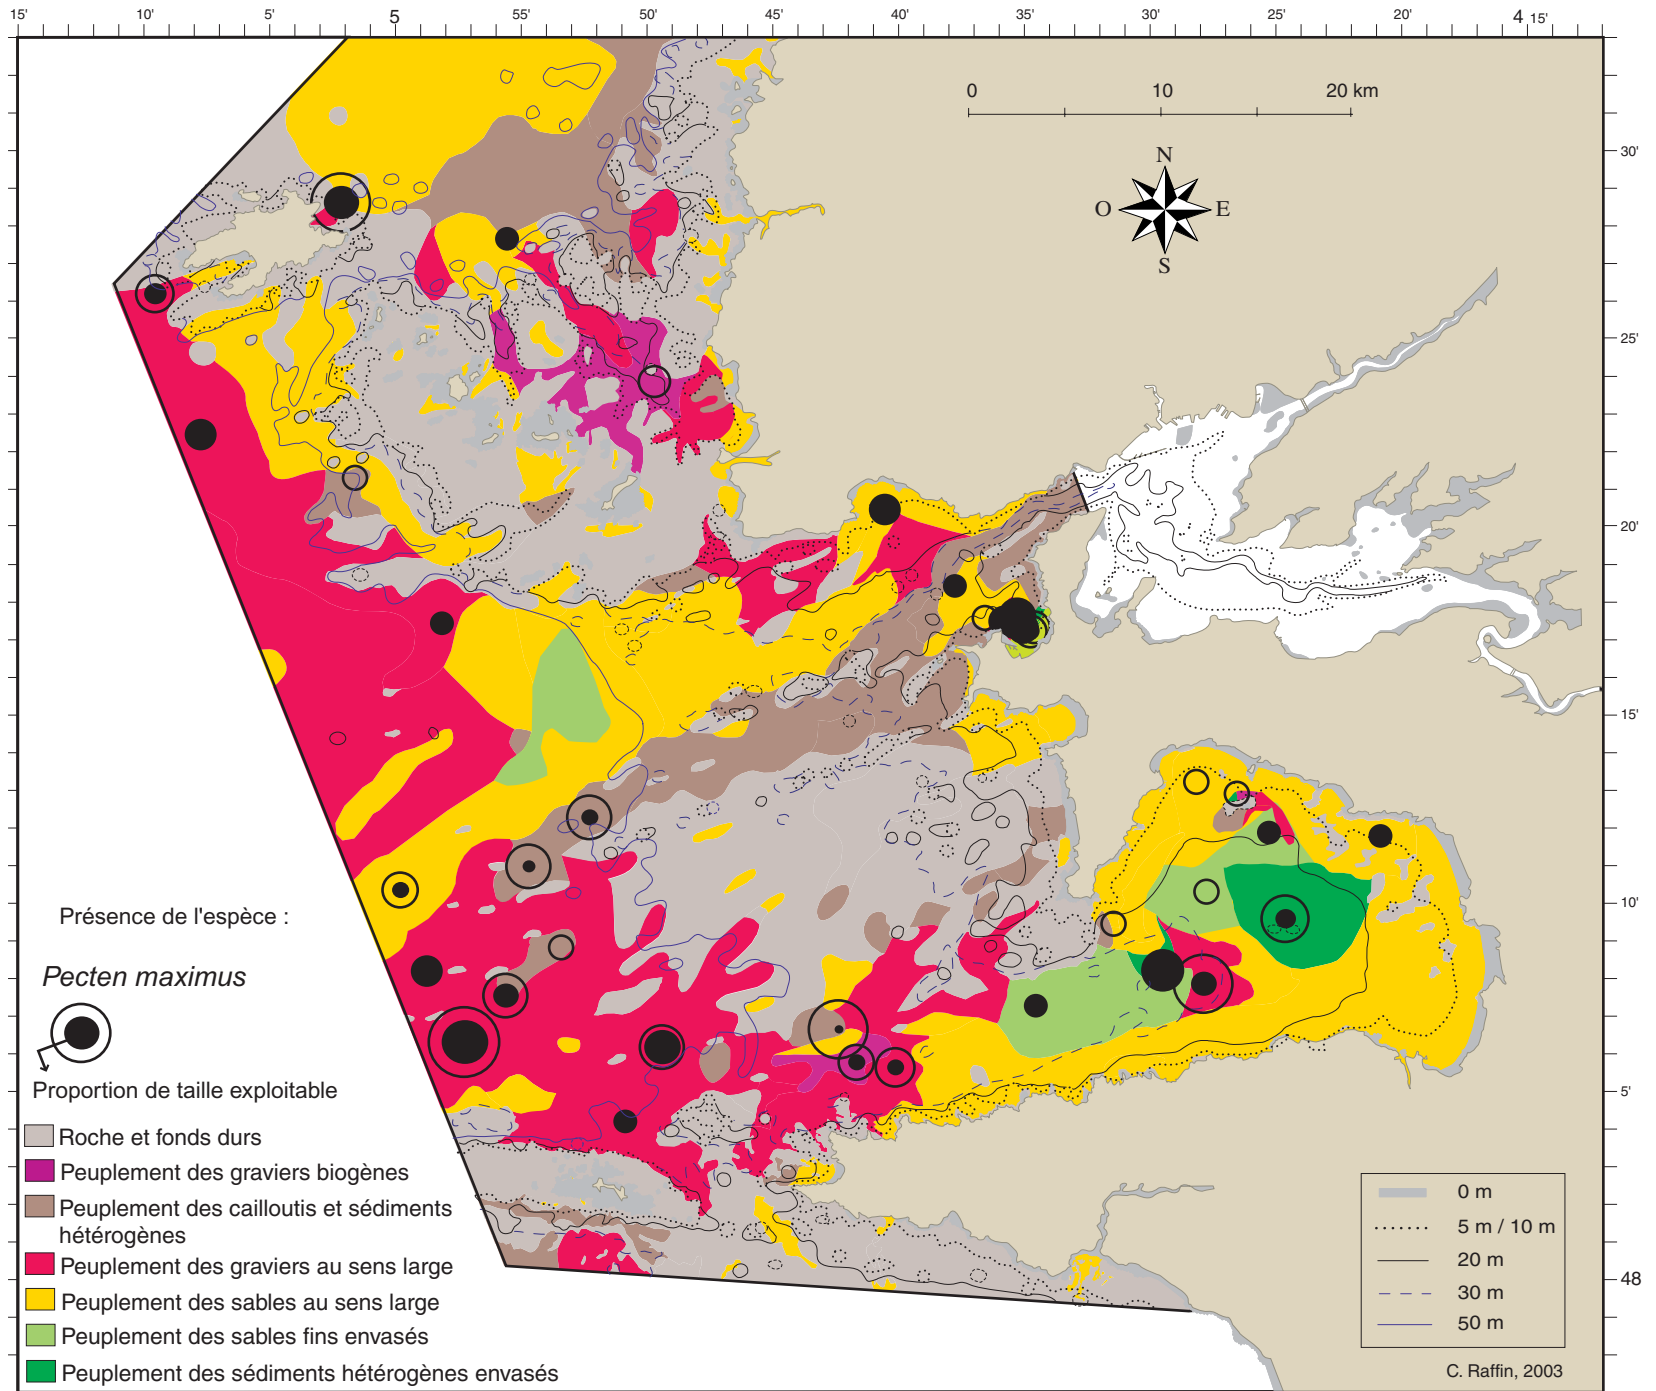 15' 10' 5' 5 55' 50' 45' 40' 35' 30' 25' 20' 4 15'
0 10 20 km
N
O E
S
30'
25'
20'
15'
10'
5'
48
Présence de l'espèce :
Pecten maximus
Proportion de taille exploitable
Roche et fonds durs
Peuplement des graviers biogènes
Peuplement des cailloutis et sédiments
hétérogènes
Peuplement des graviers au sens large
Peuplement des sables au sens large
Peuplement des sables fins envasés
Peuplement des sédiments hétérogènes envasés
0 m
5 m / 10 m
20 m
30 m
50 m
C. Raffin, 2003